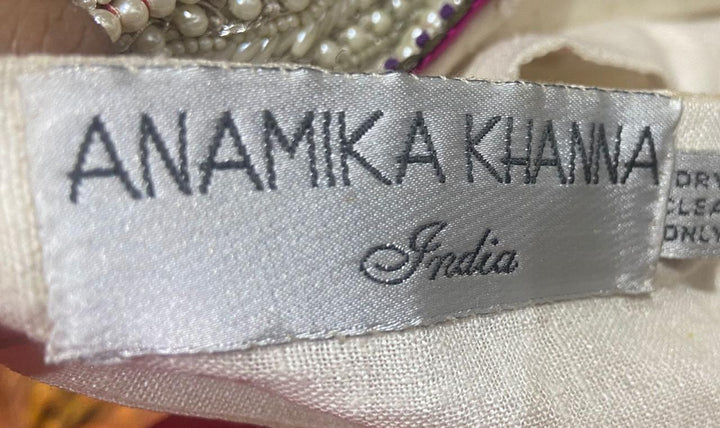 ANAMIKA KHANNA
India
DRY
CLEA
ONLY